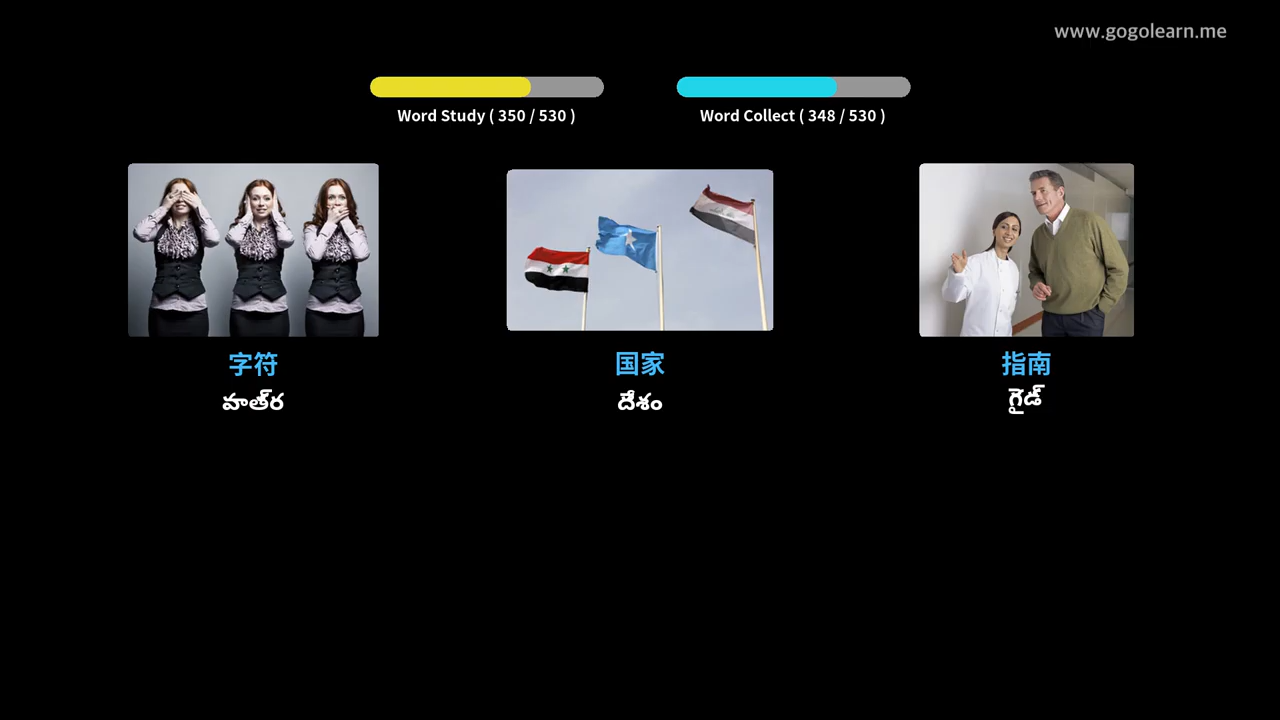 www.gogolearn.me
Word Study ( 350 / 530 )
Word Collect ( 348 / 530 )
字符
పాత్‌ర
国家
దేశం
指南
గైడ్